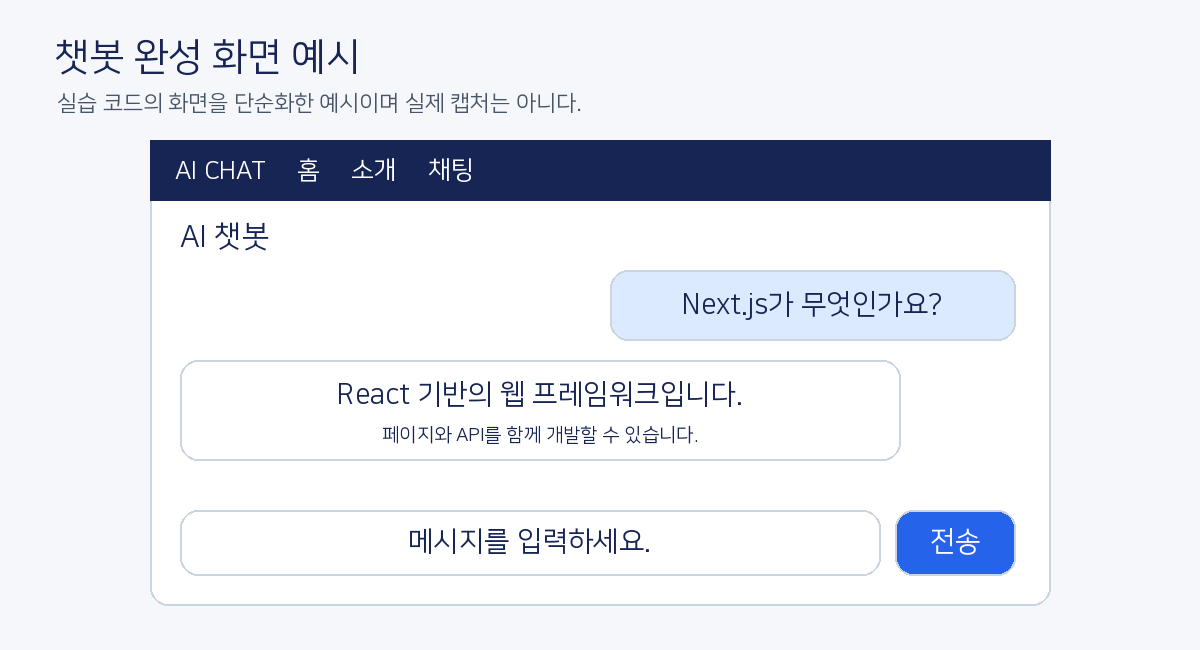 챗봇 완성 화면 예시
실습 코드의 화면을 단순화한 예시이며 실제 캡처는 아니다.
AI CHAT 홈 소개 채팅
AI 챗봇
Next.js가 무엇인가요?
React 기반의 웹 프레임워크입니다.
페이지와 API를 함께 개발할 수 있습니다.
메시지를 입력하세요. 전송